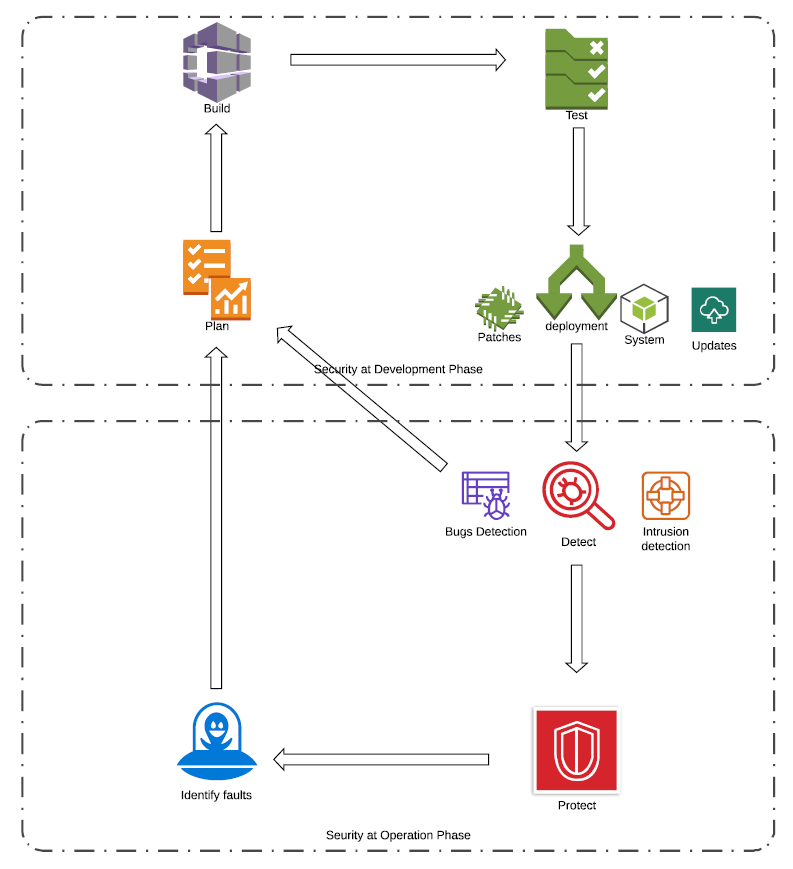 Build
Test
Plan
Patches
deployment
System
Updates
Security at Development Phase
Bugs Detection
Detect
Intrusion
detection
Identify faults
Protect
Seurity at Operation Phase